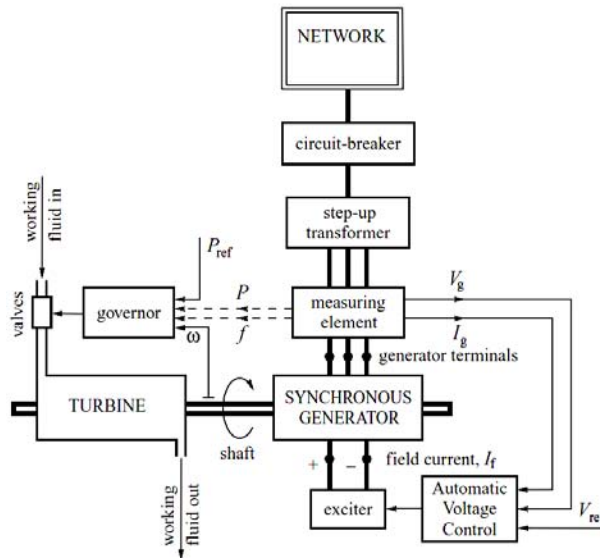 NETWORK
circuit-breaker
step-up
transformer
working
fluid in
P_ref
valves
governor
P
f
ω
measuring
element
V_g
I_g
generator terminals
TURBINE
shaft
SYNCHRONOUS
GENERATOR
+
–
field current, I_f
working
fluid out
exciter
Automatic
Voltage
Control
V_re